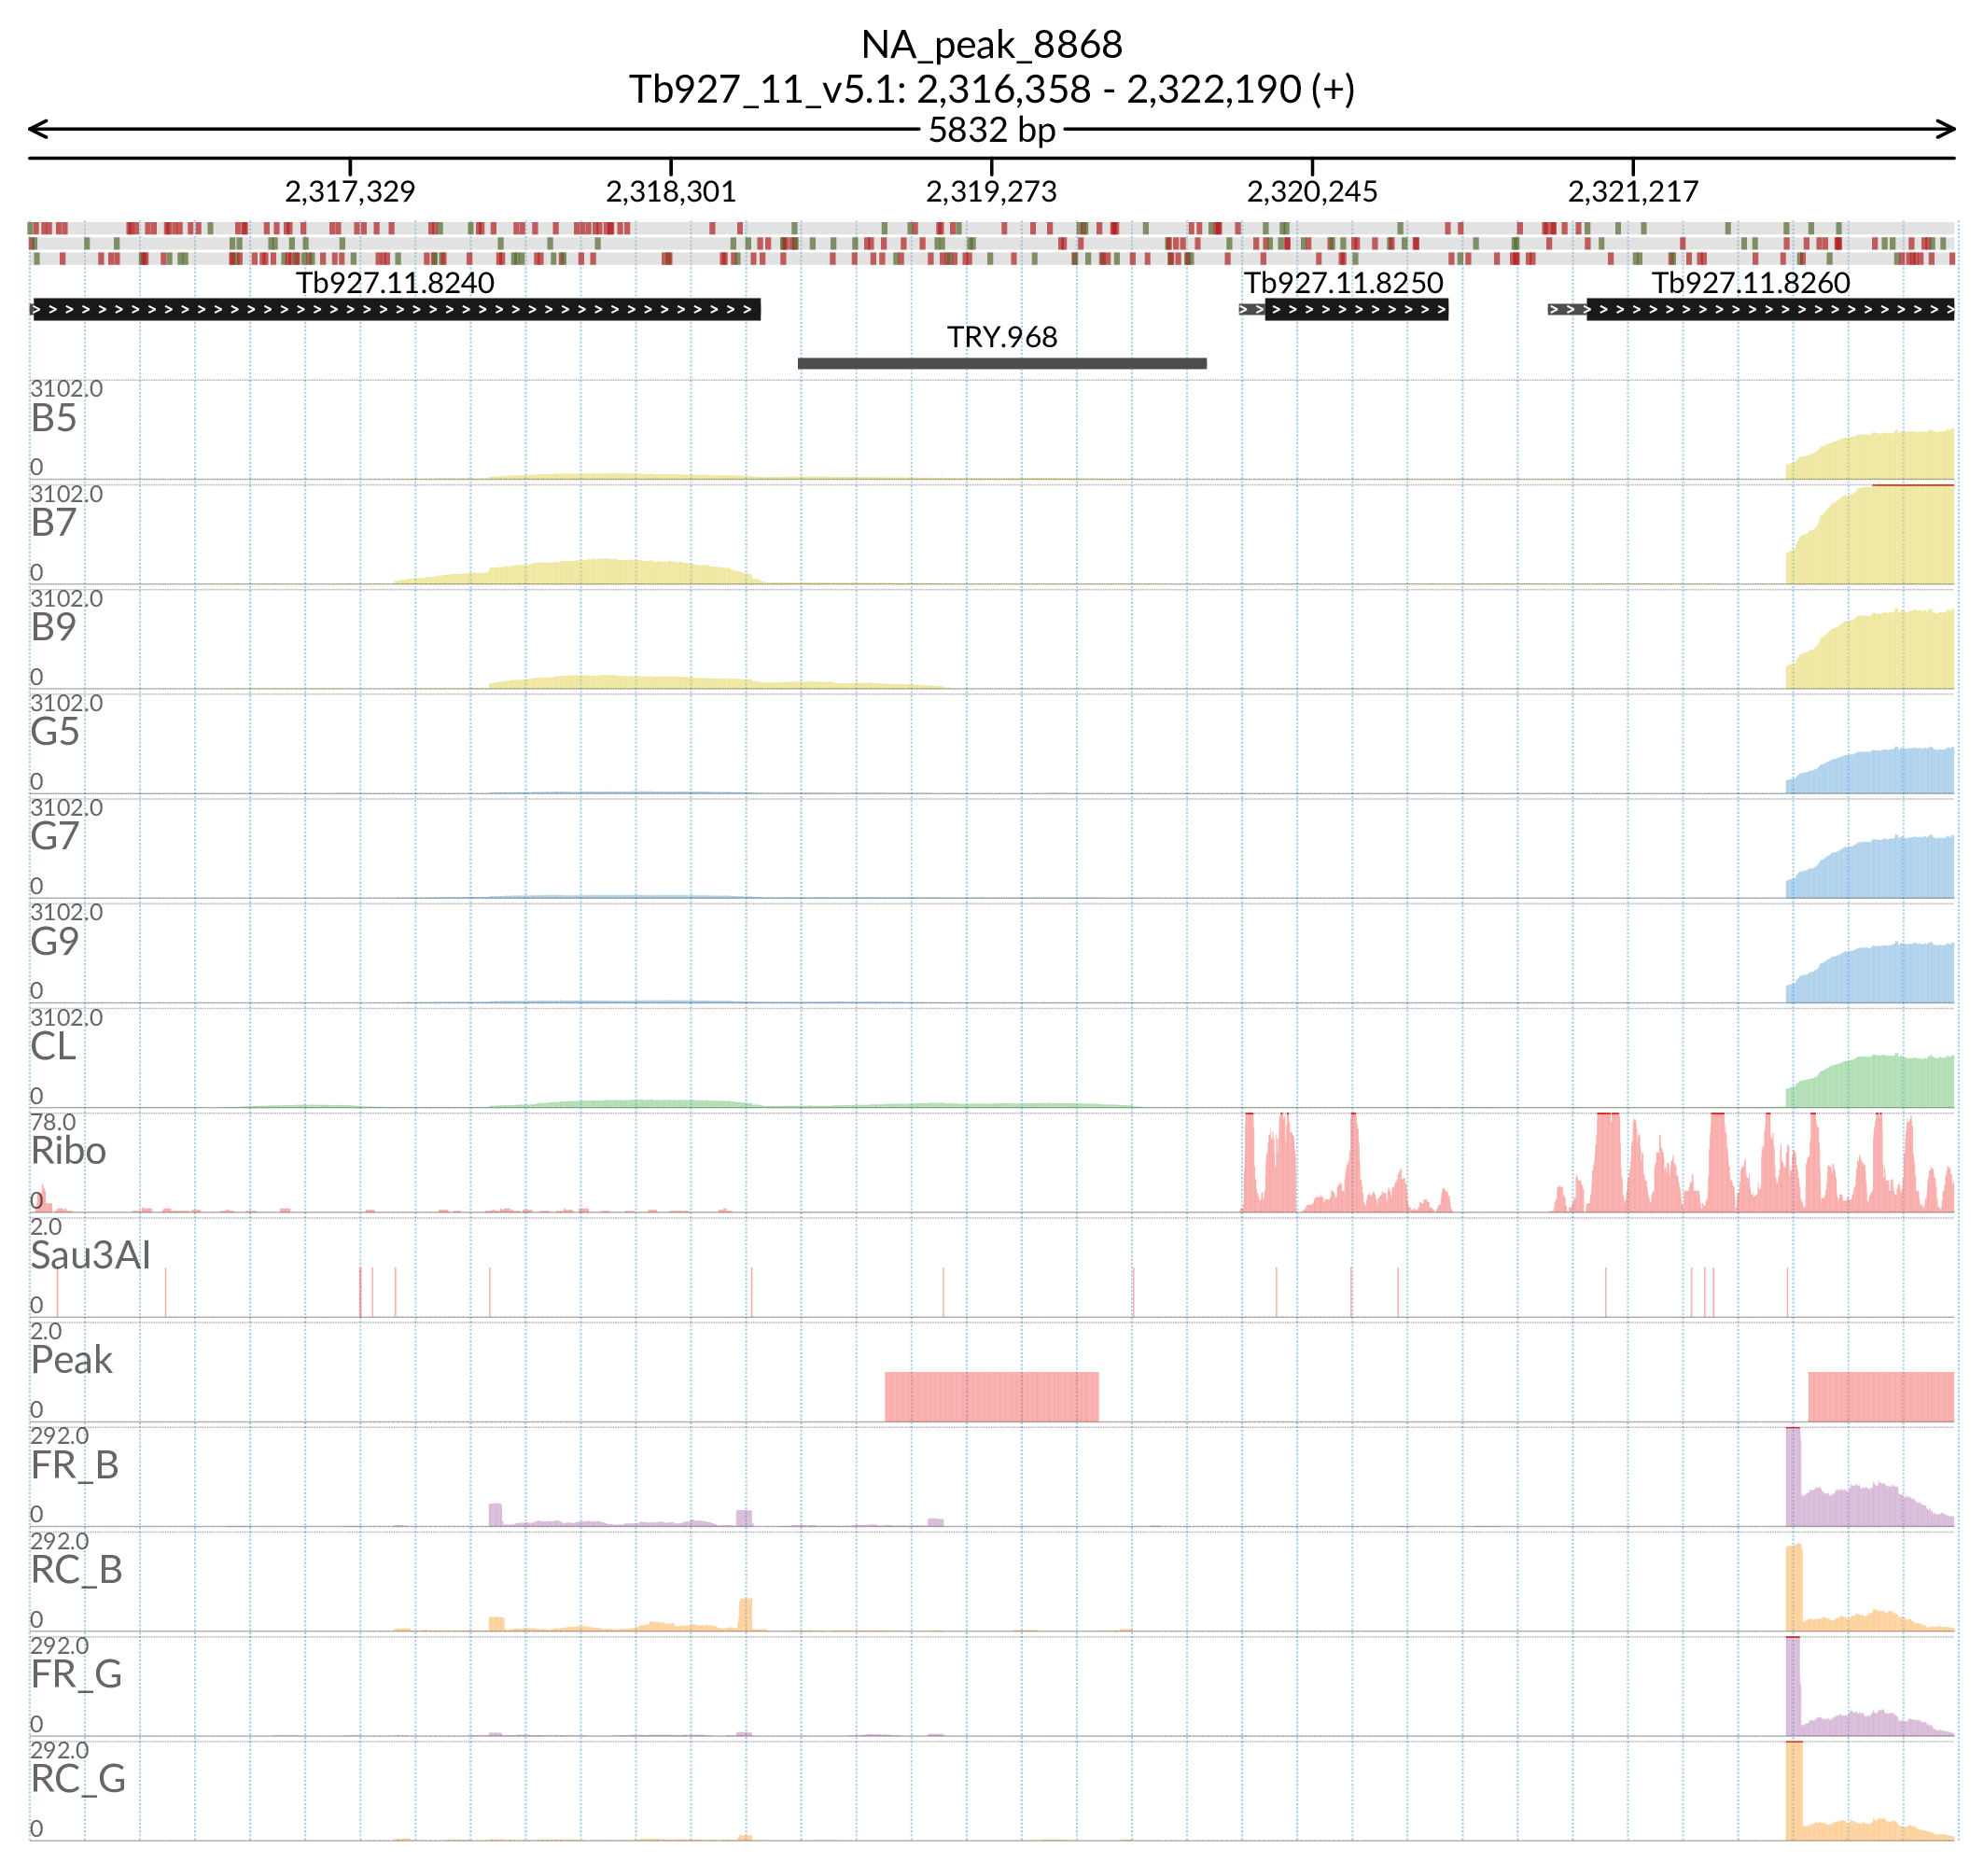 NA_peak_8868
Tb927_11_v5.1: 2,316,358 - 2,322,190 (+)
5832 bp
2,317,329 2,318,301 2,319,273 2,320,245 2,321,217
Tb927.11.8240 Tb927.11.8250 Tb927.11.8260
TRY.968
3102.0
B5
0
3102.0
B7
0
3102.0
B9
0
3102.0
G5
0
3102.0
G7
0
3102.0
G9
0
3102.0
CL
0
78.0
Ribo
0
2.0
Sau3AI
0
2.0
Peak
0
292.0
FR_B
0
292.0
RC_B
0
292.0
FR_G
0
292.0
RC_G
0